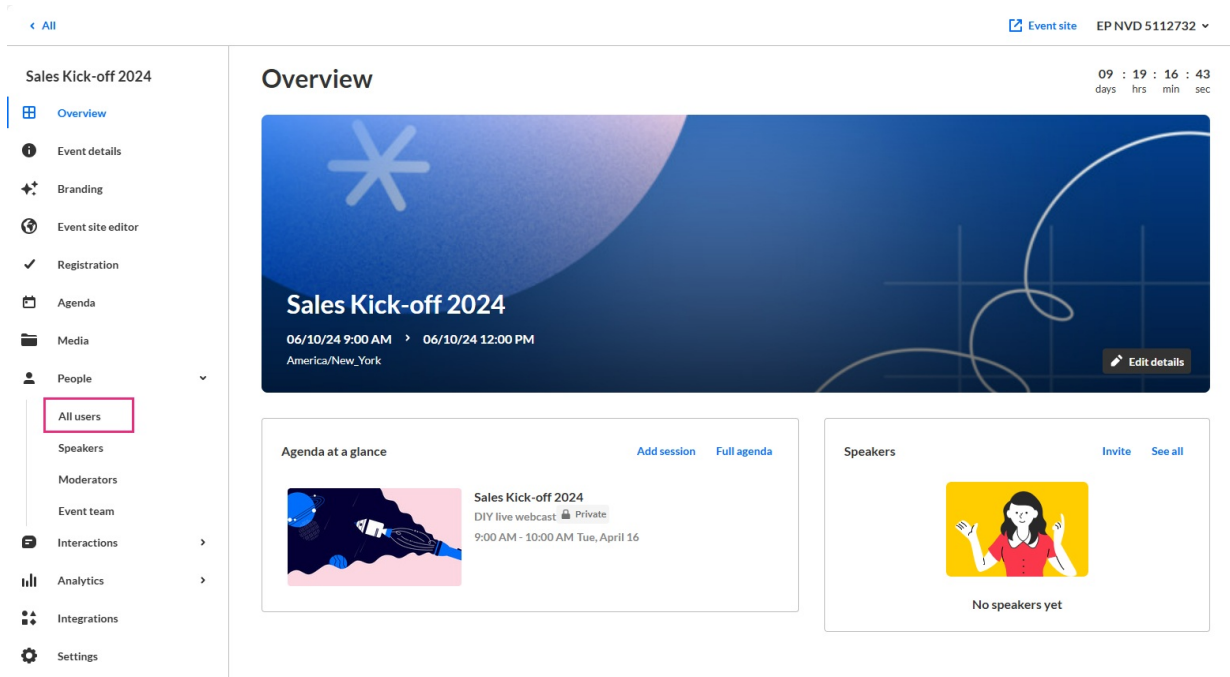 All
Event site
EP NVD 5112732
Sales Kick-off 2024
Overview
Event details
Branding
Event site editor
Registration
Agenda
Media
People
All users
Speakers
Moderators
Event team
Interactions
Analytics
Integrations
Settings
Overview
09 : 19 : 16 : 43
days hrs min sec
Sales Kick-off 2024
06/10/24 9:00 AM > 06/10/24 12:00 PM
America/New_York
Edit details
Agenda at a glance
Add session
Full agenda
Sales Kick-off 2024
DIY live webcast Private
9:00 AM - 10:00 AM Tue, April 16
Speakers
Invite
See all
No speakers yet